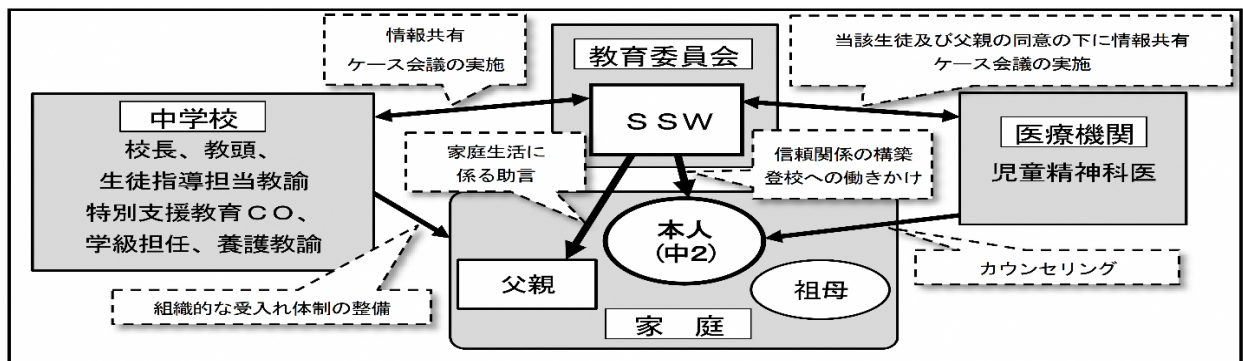 情報共有
ケース会議の実施
教育委員会
SSW
当該生徒及び父親の同意の下に情報共有
ケース会議の実施
中学校
校長、教頭、
生徒指導担当教諭
特別支援教育CO、
学級担任、養護教諭
家庭生活に
係る助言
信頼関係の構築
登校への働きかけ
医療機関
児童精神科医
本人
(中2)
父親
祖母
家 庭
組織的な受入れ体制の整備
カウンセリング